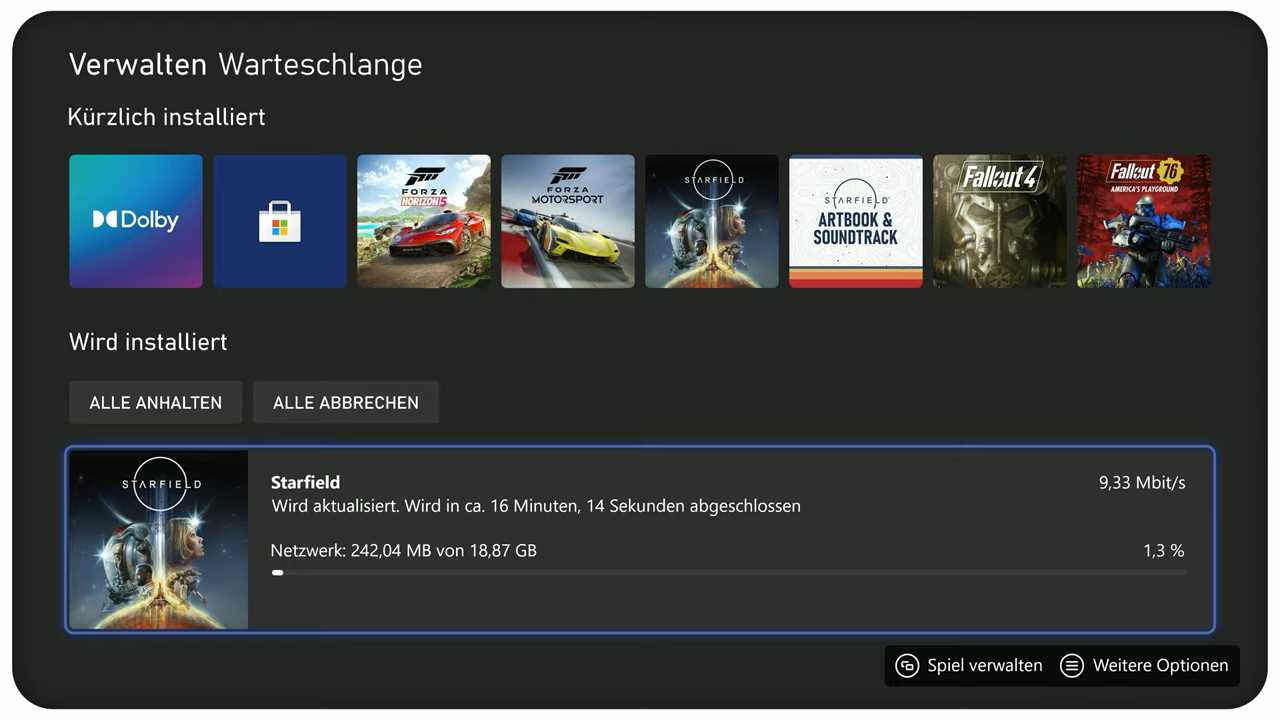 Verwalten Warteschlange
Kürzlich installiert
Dolby
FORZA
HORIZON 5
FORZA
MOTORSPORT
STARFIELD
STARFIELD
ARTBOOK &
SOUNDTRACK
Fallout 4
Fallout 76
AMERICA'S PLAYGROUND
Wird installiert
ALLE ANHALTEN
ALLE ABBRECHEN
STARFIELD
Starfield
9,33 Mbit/s
Wird aktualisiert. Wird in ca. 16 Minuten, 14 Sekunden abgeschlossen
Netzwerk: 242,04 MB von 18,87 GB
1,3 %
Spiel verwalten
Weitere Optionen